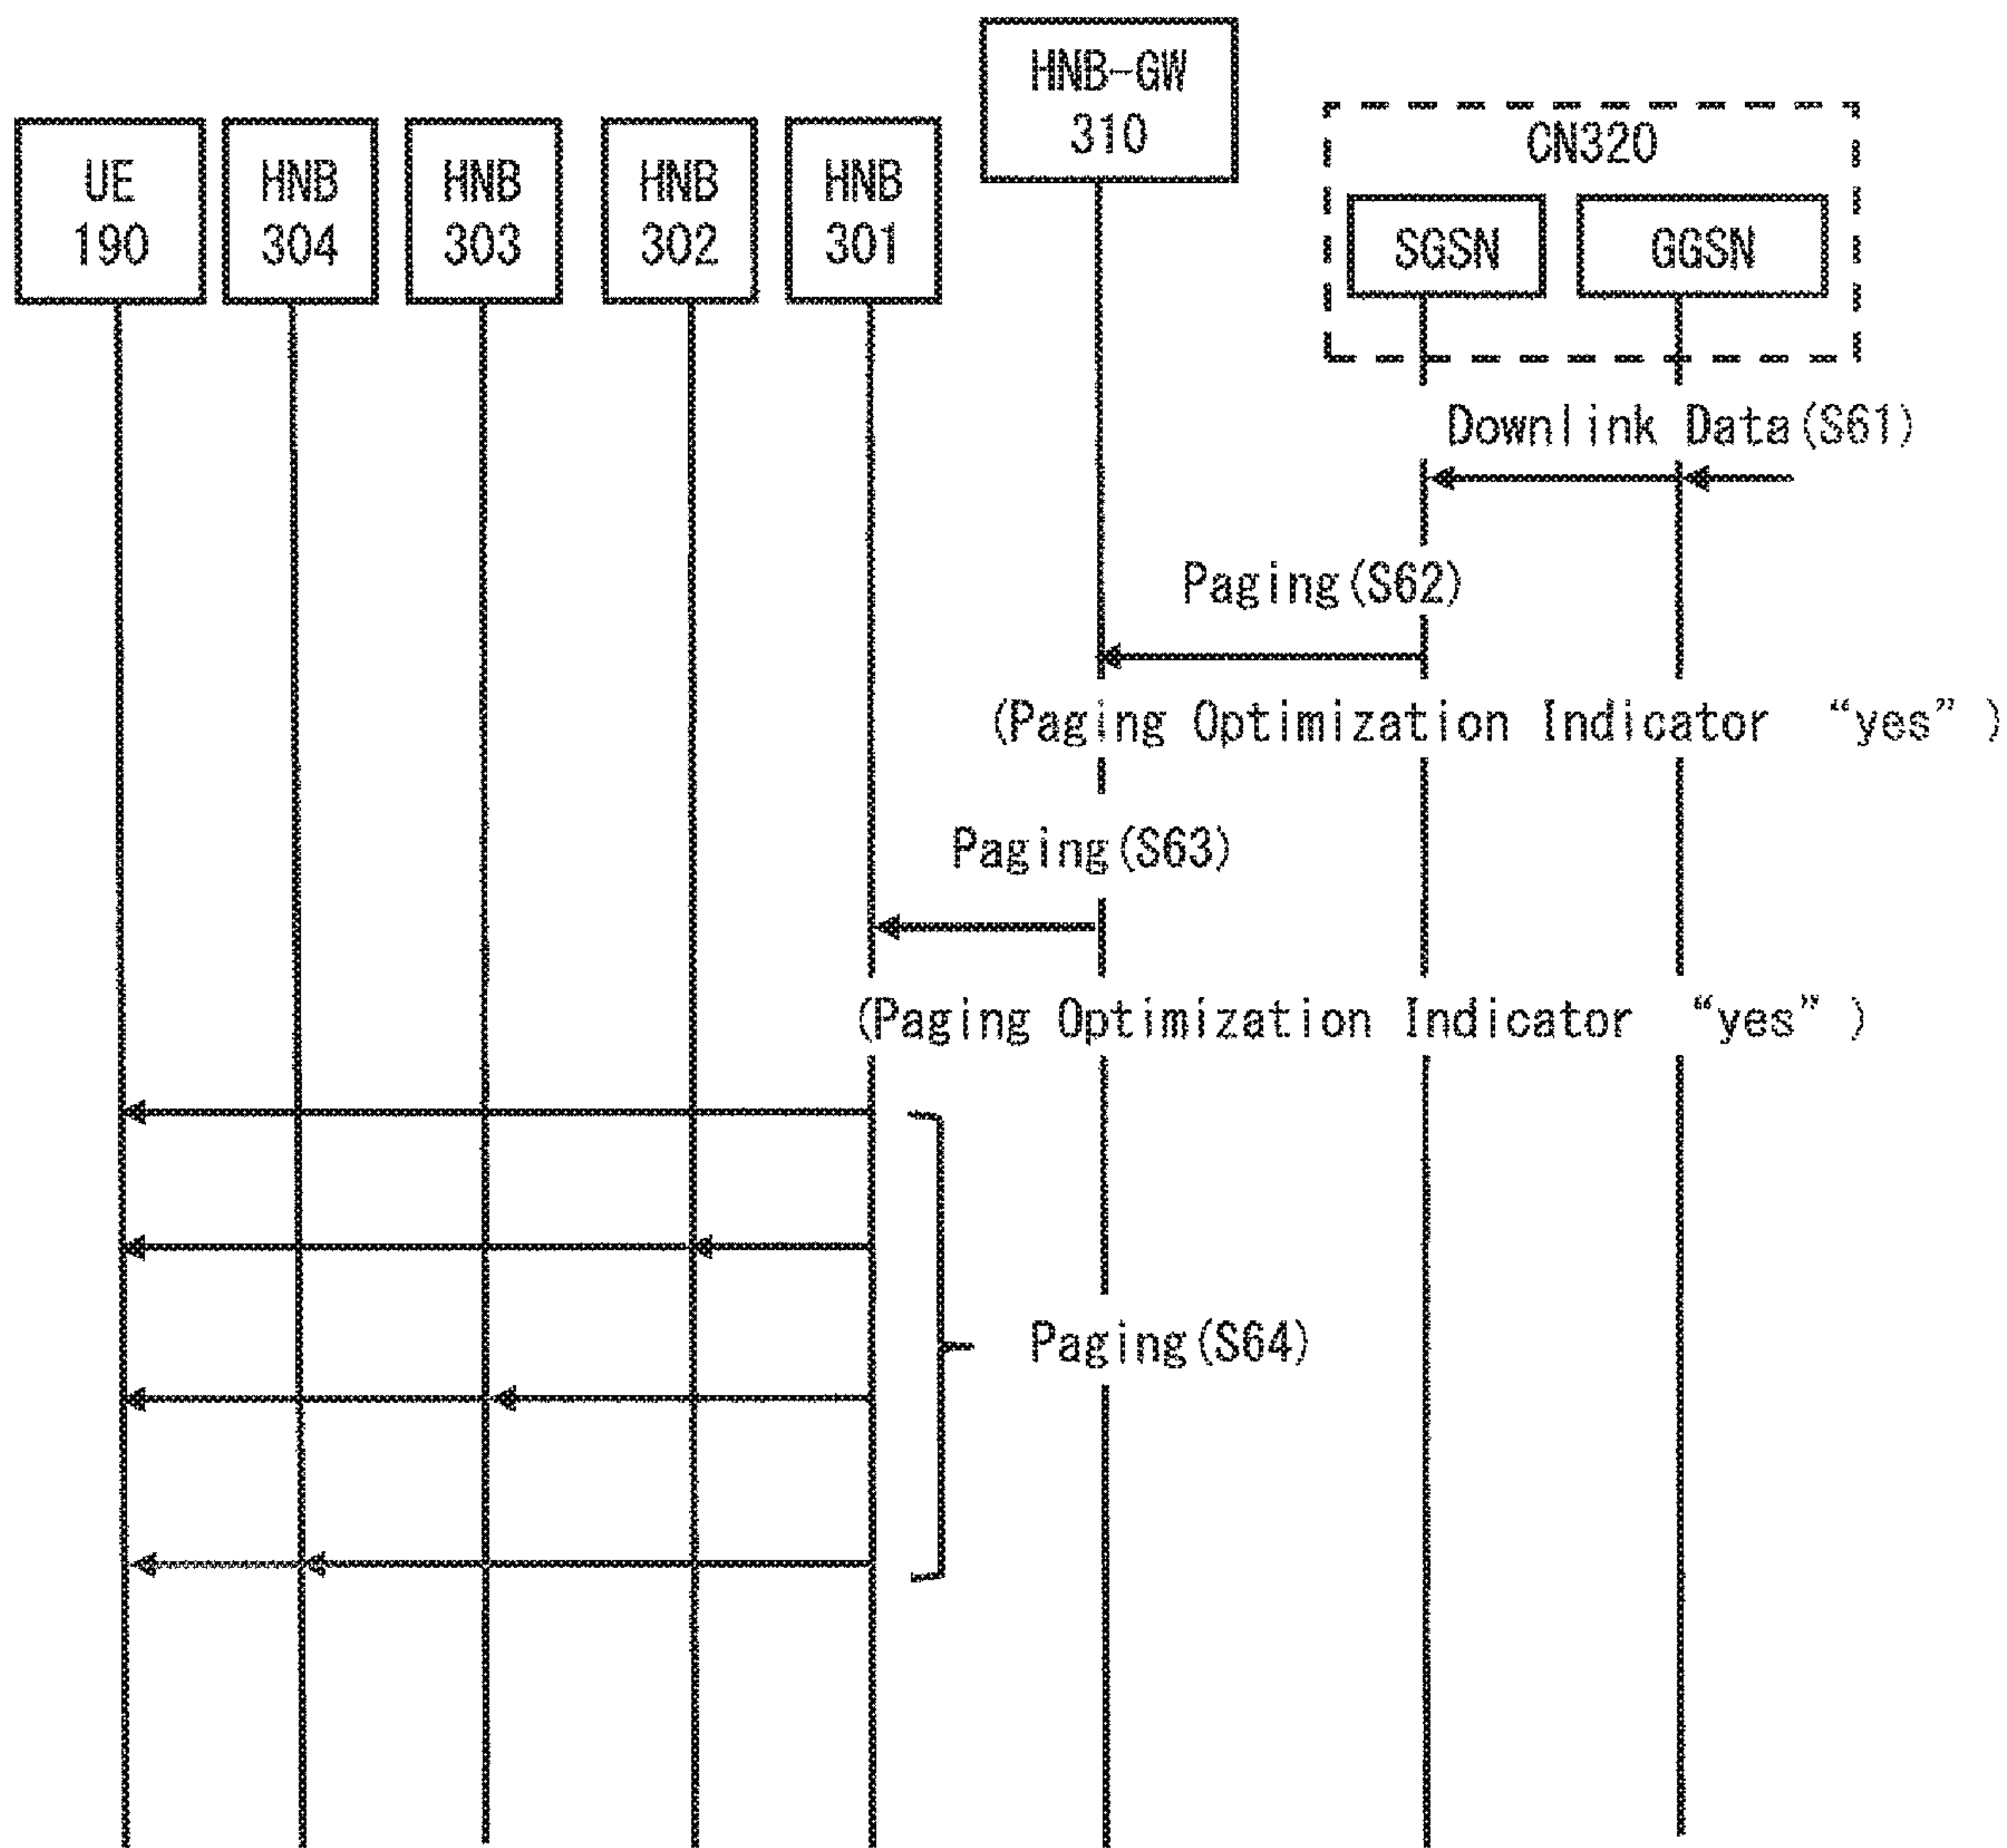 HNB-GW
310
CN320
UE
190
HNB
304
HNB
303
HNB
302
HNB
301
SGSN
GGSN
Downlink Data(S61)
Paging(S62)
(Paging Optimization Indicator “yes” )
Paging(S63)
(Paging Optimization Indicator “yes” )
Paging(S64)